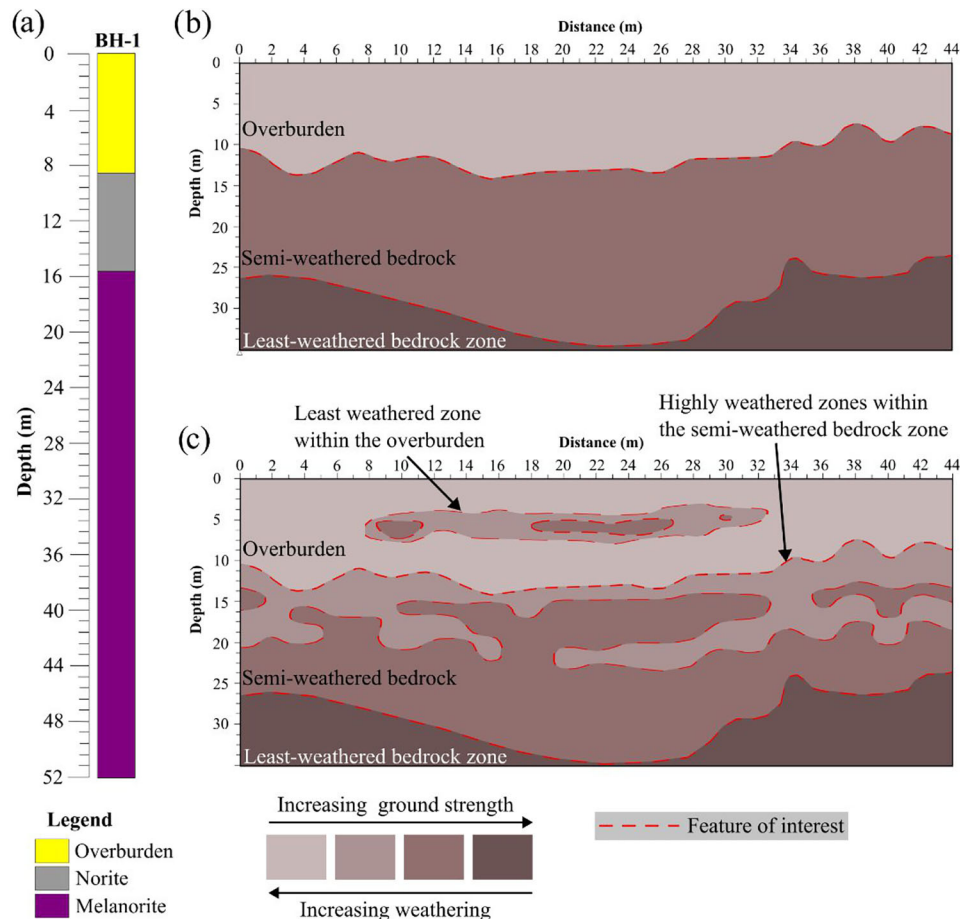 (a)
BH-1
0
4
8
12
16
20
24
28
32
36
40
44
48
52
Depth (m)
Legend
Overburden
Norite
Melanorite
(b)
Distance (m)
0 2 4 6 8 10 12 14 16 18 20 22 24 26 28 30 32 34 36 38 40 42 44
0
5
10
15
20
25
30
Depth (m)
Overburden
Semi-weathered bedrock
Least-weathered bedrock zone
(c)
Least weathered zone
within the overburden
Highly weathered zones within
the semi-weathered bedrock zone
Distance (m)
0 2 4 6 8 10 12 14 16 18 20 22 24 26 28 30 32 34 36 38 40 42 44
0
5
10
15
20
25
30
Depth (m)
Overburden
Semi-weathered bedrock
Least-weathered bedrock zone
Increasing ground strength
Increasing weathering
Feature of interest